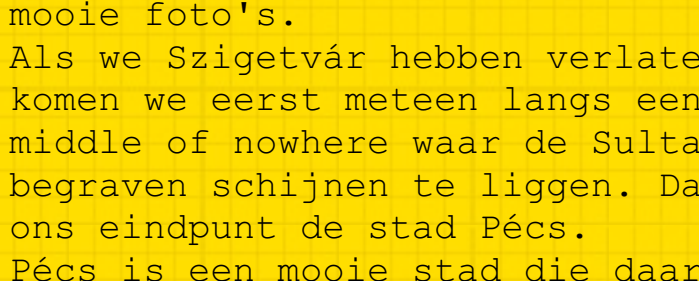 mooie foto's.
Als we Szigetvár hebben verlate
komen we eerst meteen langs een
middle of nowhere waar de Sulta
begraven schijnen te liggen. Da
ons eindpunt de stad Pécs.
Pécs is een mooie stad die daar